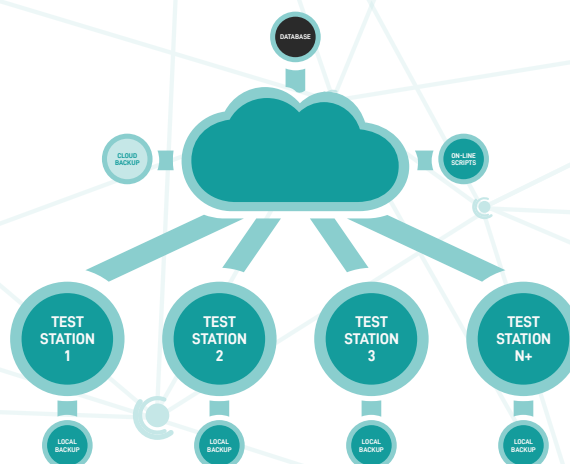 DATABASE
CLOUD
BACKUP
ON-LINE
SCRIPTS
TEST
STATION
1
TEST
STATION
2
TEST
STATION
3
TEST
STATION
N+
LOCAL
BACKUP
LOCAL
BACKUP
LOCAL
BACKUP
LOCAL
BACKUP